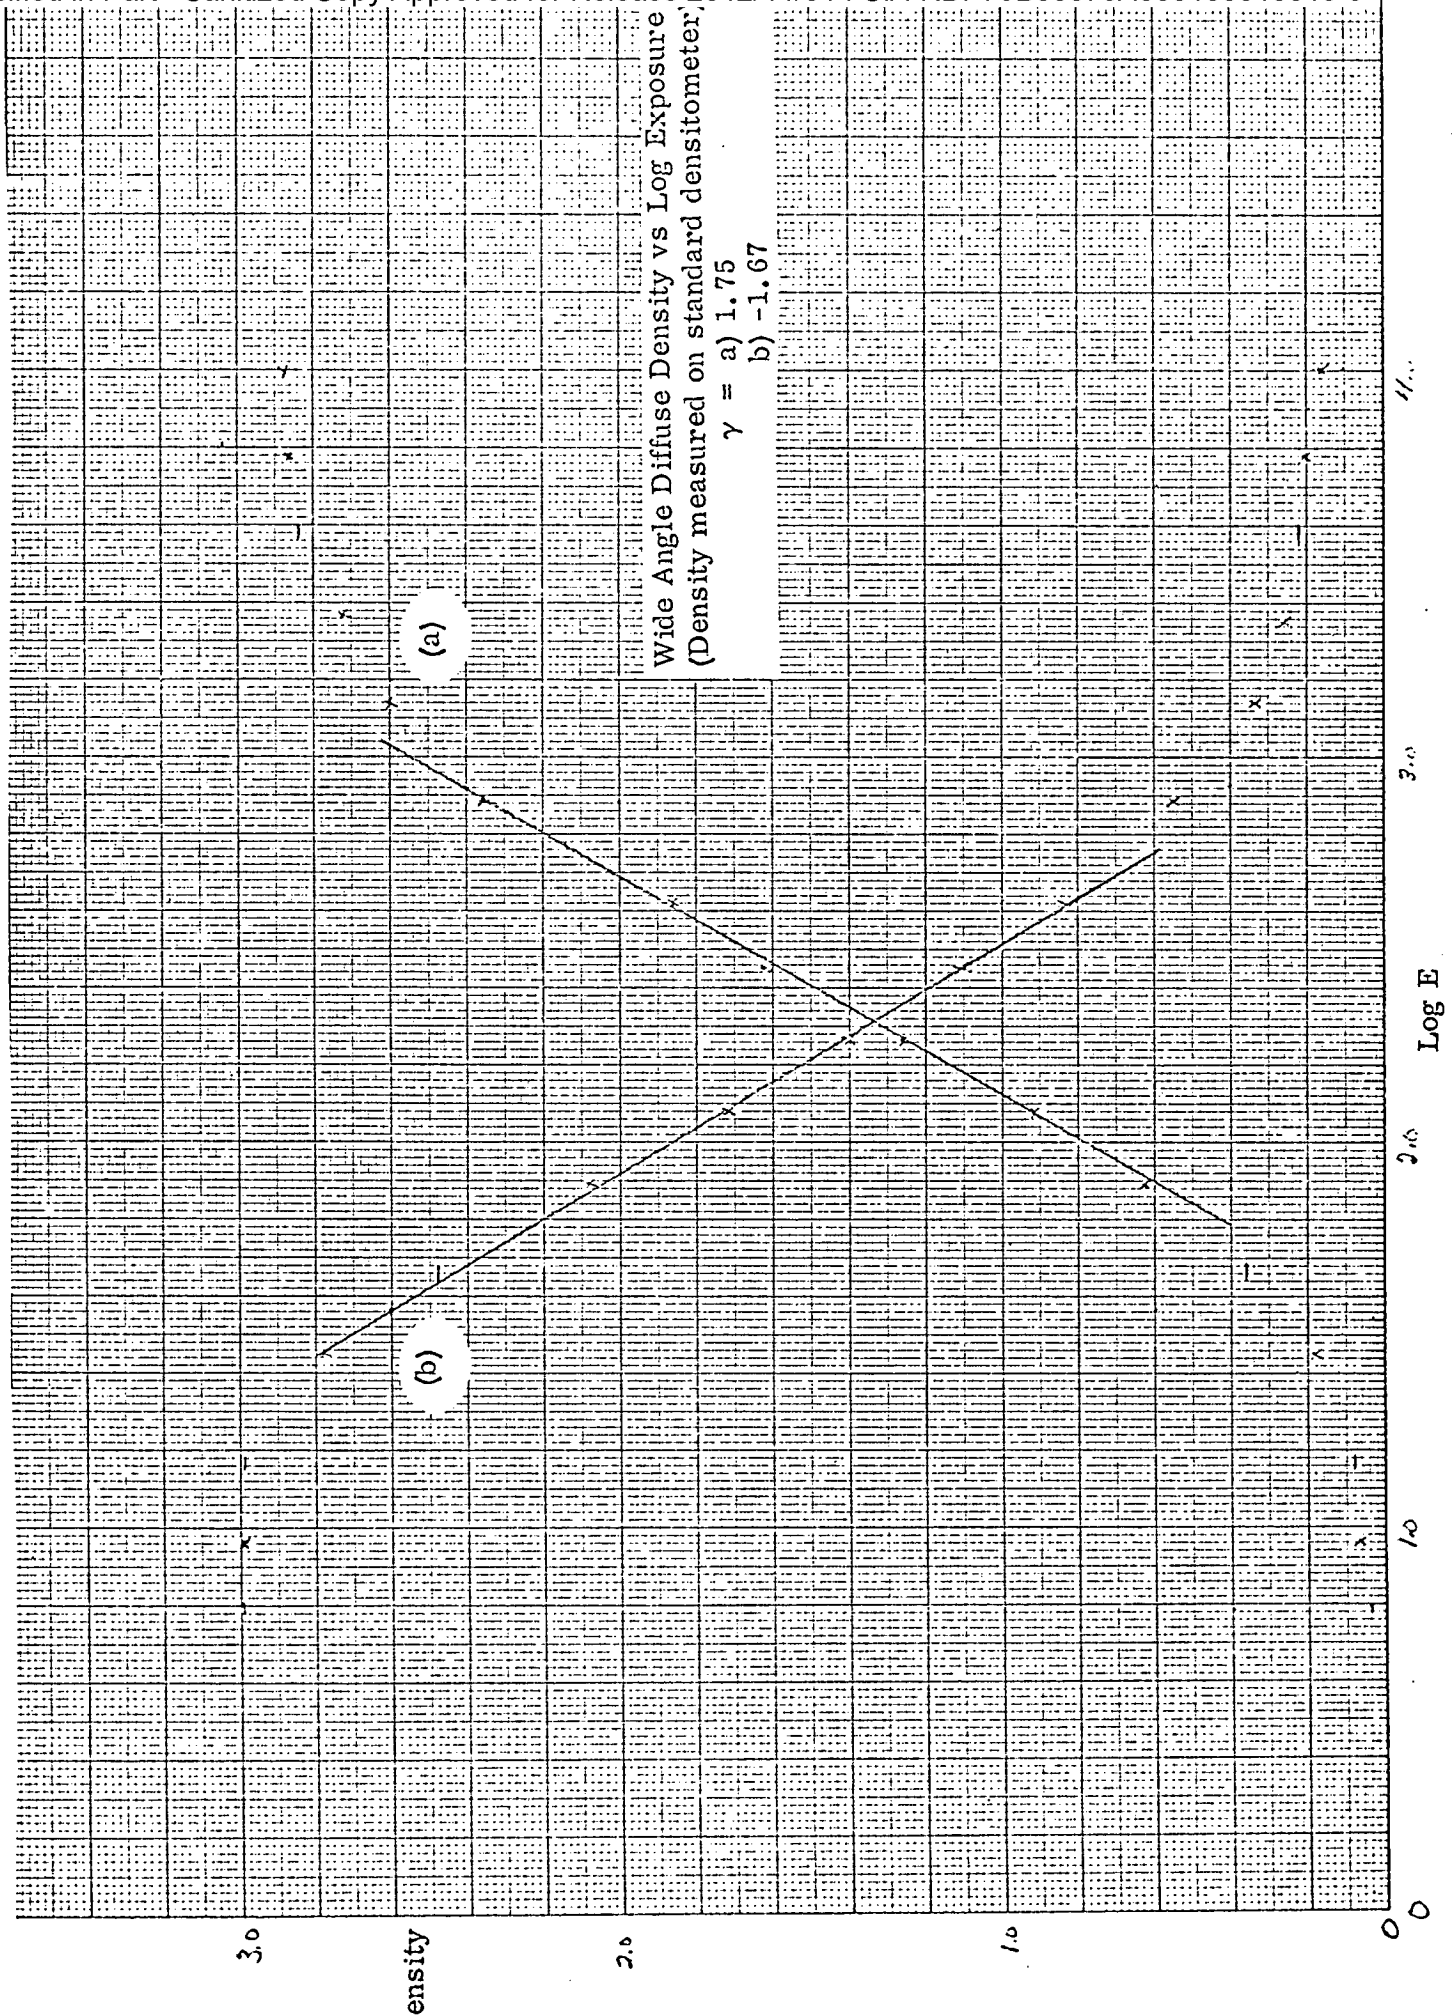 Wide Angle Diffuse Density vs Log Exposure
(Density measured on standard densitometer)
γ = a) 1.75
b) -1.67
(a)
(b)
3.0
ensity
2.0
1.0
0
0
1.0
2.0
3.0
Log E